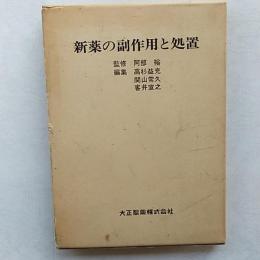 新薬の副作用と処置
監修 阿部 裕
編集 高杉益充
関山常久
客井宣之
大正製薬株式会社